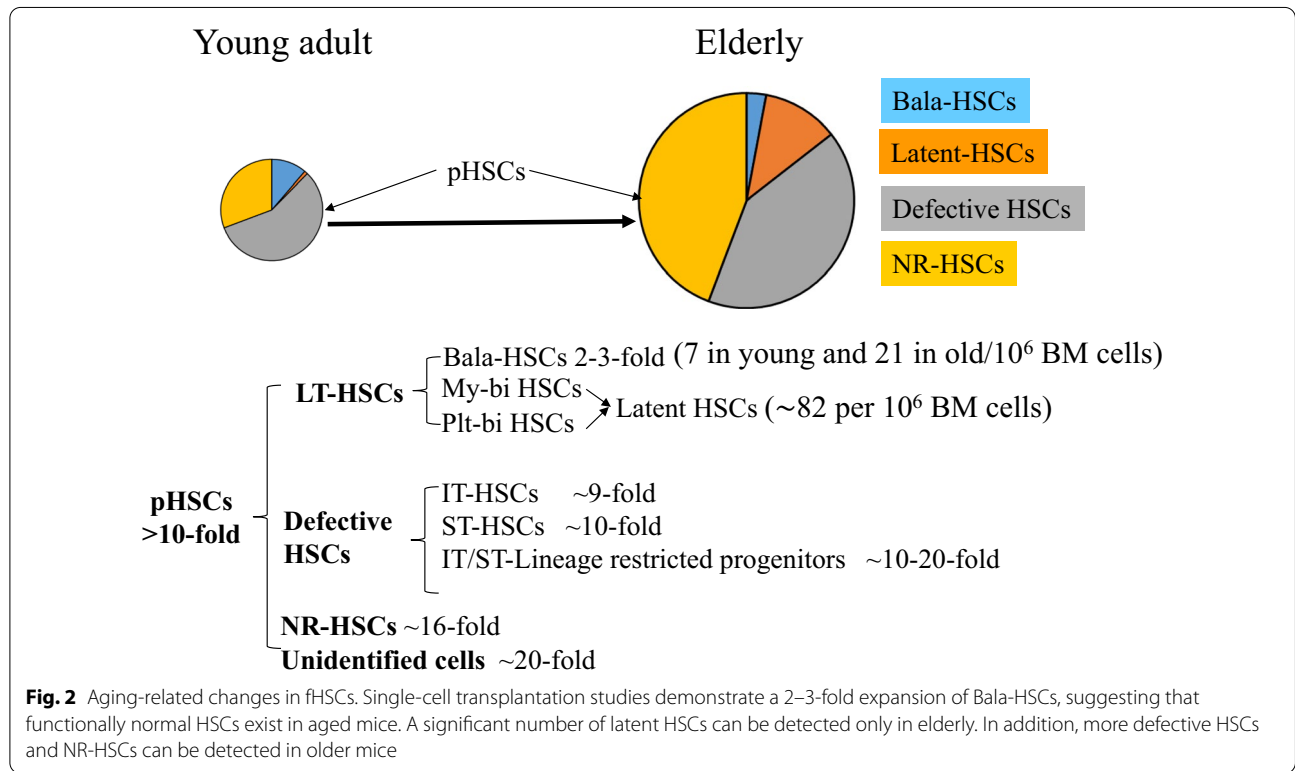 Young adult
Elderly
Bala-HSCs
Latent-HSCs
Defective HSCs
NR-HSCs
pHSCs
Bala-HSCs 2-3-fold (7 in young and 21 in old/10⁶ BM cells)
LT-HSCs
My-bi HSCs
Latent HSCs (~82 per 10⁶ BM cells)
Plt-bi HSCs
pHSCs
>10-fold
Defective
HSCs
IT-HSCs ~9-fold
ST-HSCs ~10-fold
IT/ST-Lineage restricted progenitors ~10-20-fold
NR-HSCs ~16-fold
Unidentified cells ~20-fold
Fig. 2 Aging-related changes in fHSCs. Single-cell transplantation studies demonstrate a 2–3-fold expansion of Bala-HSCs, suggesting that
functionally normal HSCs exist in aged mice. A significant number of latent HSCs can be detected only in elderly. In addition, more defective HSCs
and NR-HSCs can be detected in older mice